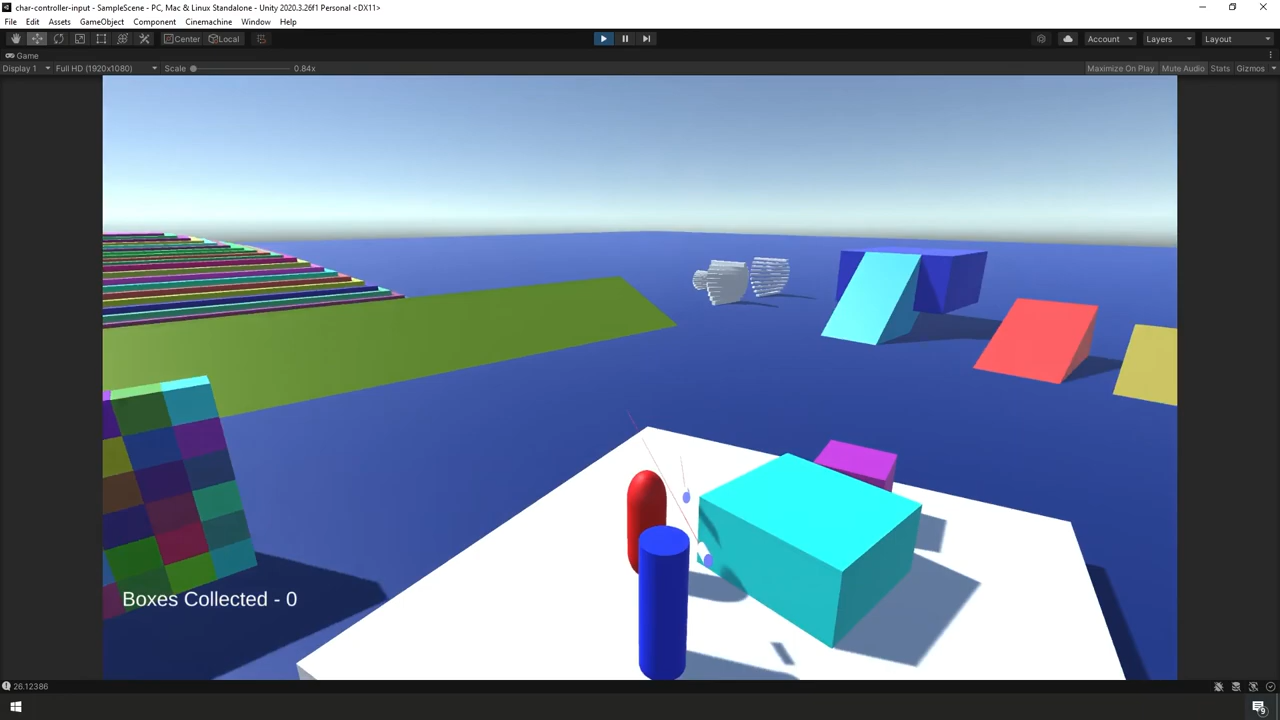 char-controller-input - SampleScene - PC, Mac & Linux Standalone - Unity 2020.3.26f1 Personal <DX11>
File Edit Assets GameObject Component Cinemachine Window Help
Center Local Account Layers Layout
Game
Display 1 Full HD (1920x1080) Scale 0.84x Maximize On Play Mute Audio Stats Gizmos
Boxes Collected - 0
26.12386
9